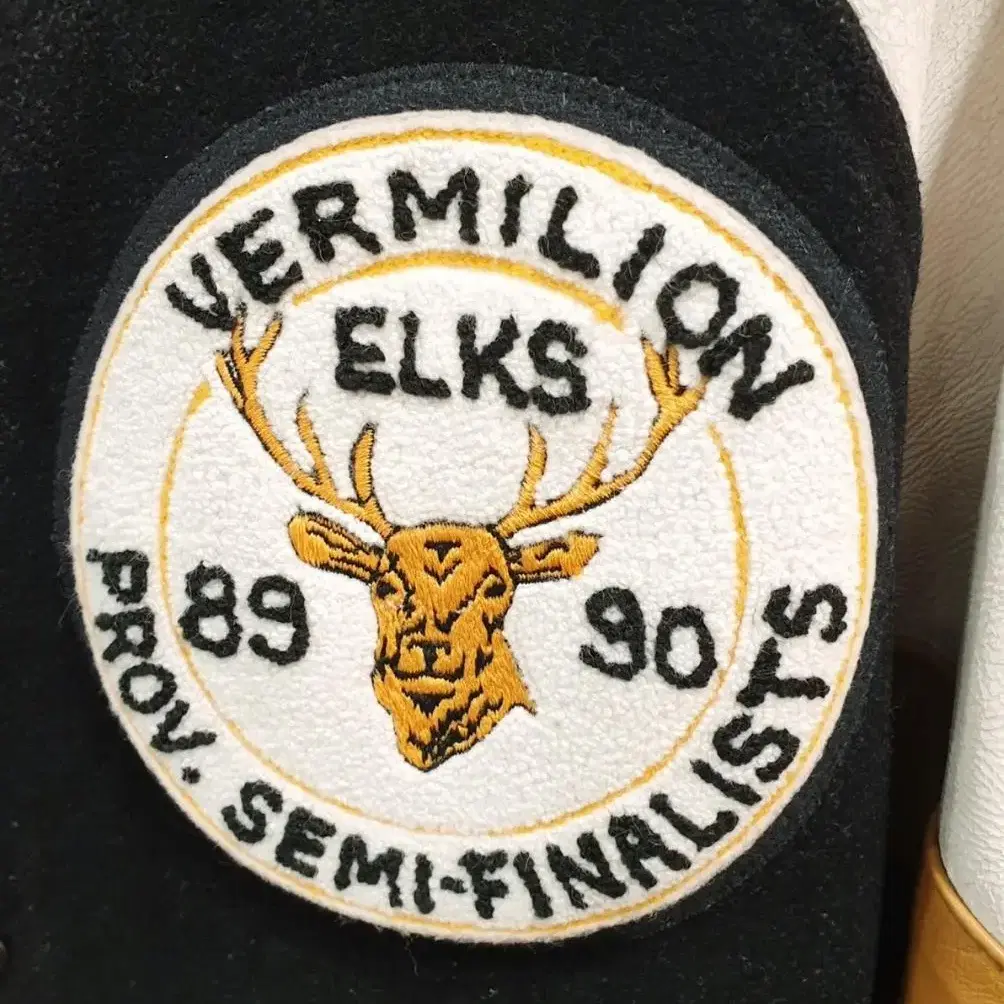 VERMILION
ELKS
89 90
PROV. SEMI-FINALISTS